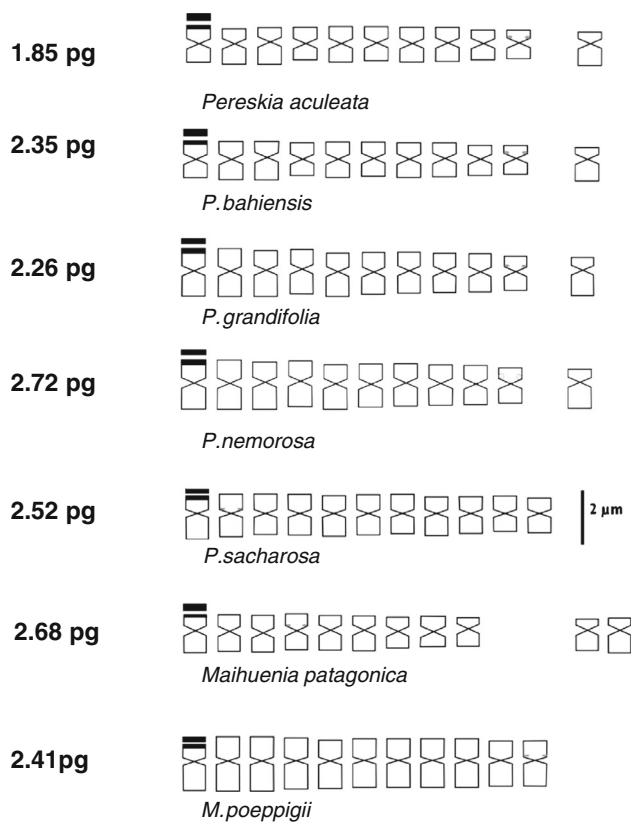 1.85 pg
Pereskia aculeata
2.35 pg
P.bahiensis
2.26 pg
P.grandifolia
2.72 pg
P.nemorosa
2.52 pg
2 μm
P.sacharosa
2.68 pg
Maihuenia patagonica
2.41pg
M.poeppigii